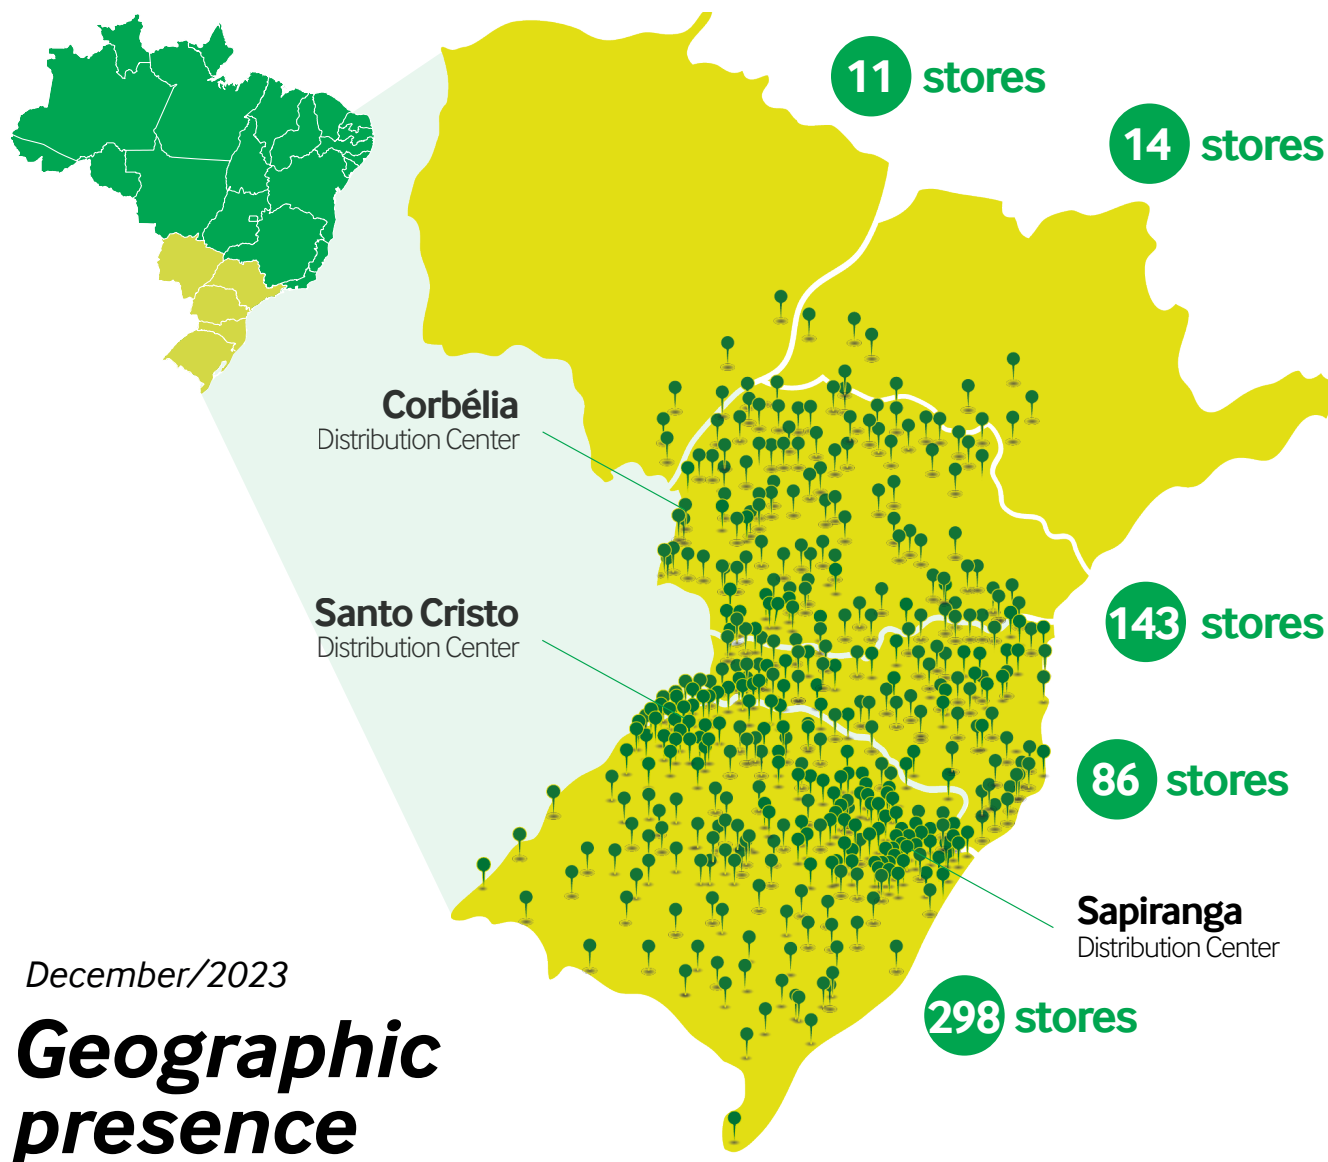 11 stores
14 stores
Corbélia
Distribution Center
Santo Cristo
Distribution Center
143 stores
86 stores
Sapiranga
Distribution Center
298 stores
December/2023
Geographic
presence